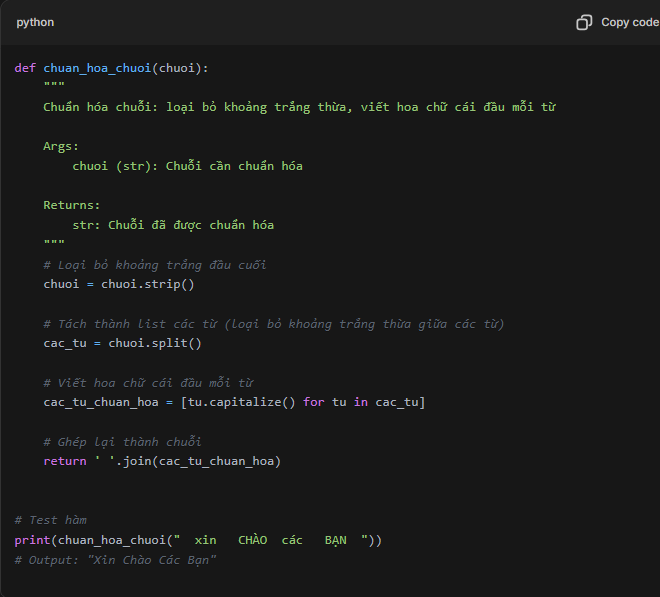 python
Copy code
def chuan_hoa_chuoi(chuoi):
    """
    Chuẩn hóa chuỗi: loại bỏ khoảng trắng thừa, viết hoa chữ cái đầu mỗi từ

    Args:
        chuoi (str): Chuỗi cần chuẩn hóa

    Returns:
        str: Chuỗi đã được chuẩn hóa
    """
    # Loại bỏ khoảng trắng đầu cuối
    chuoi = chuoi.strip()

    # Tách thành list các từ (loại bỏ khoảng trắng thừa giữa các từ)
    cac_tu = chuoi.split()

    # Viết hoa chữ cái đầu mỗi từ
    cac_tu_chuan_hoa = [tu.capitalize() for tu in cac_tu]

    # Ghép lại thành chuỗi
    return ' '.join(cac_tu_chuan_hoa)


# Test hàm
print(chuan_hoa_chuoi("  xin   CHÀO  các   BẠN  "))
# Output: "Xin Chào Các Bạn"